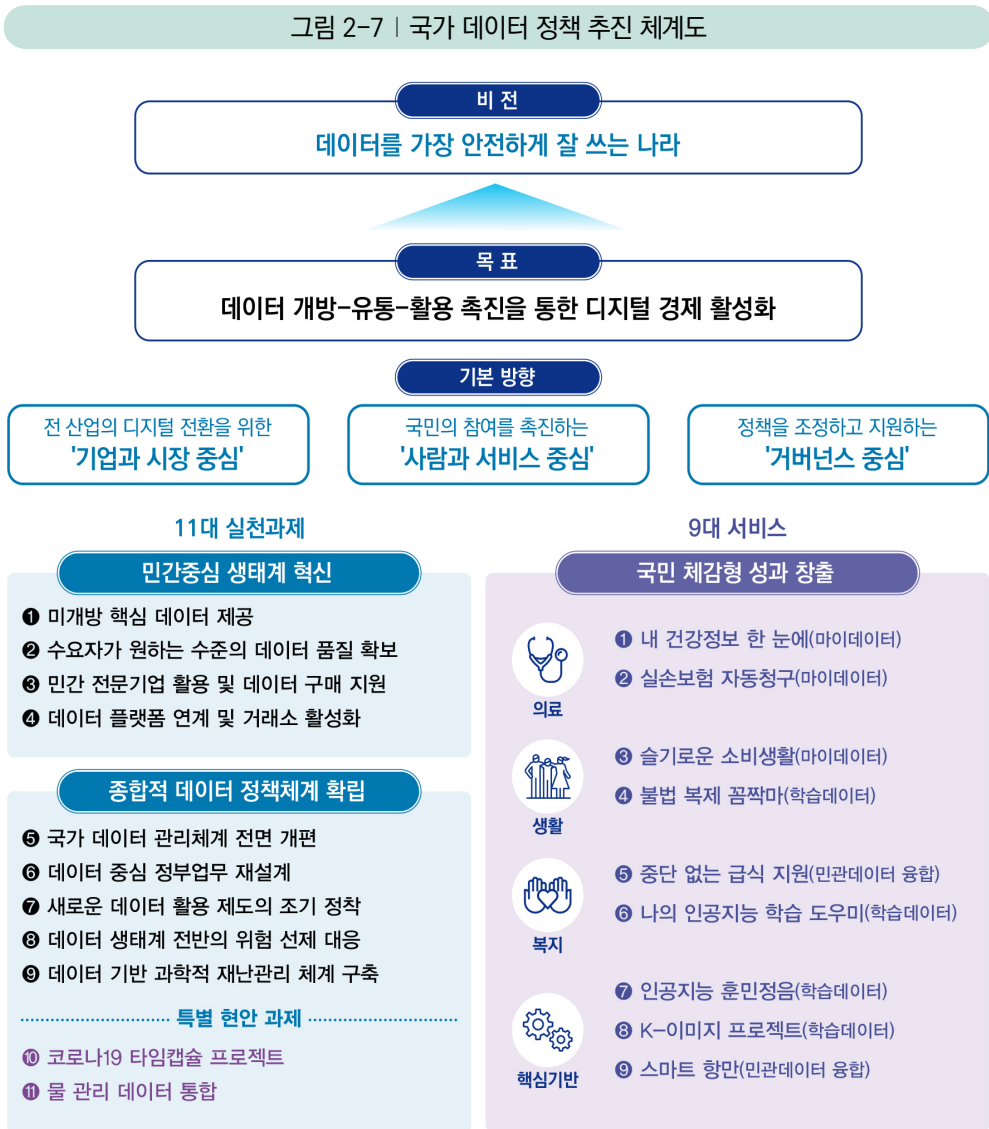 그림 2-7 | 국가 데이터 정책 추진 체계도
비 전
데이터를 가장 안전하게 잘 쓰는 나라
목 표
데이터 개방-유통-활용 촉진을 통한 디지털 경제 활성화
기본 방향
전 산업의 디지털 전환을 위한
'기업과 시장 중심'
국민의 참여를 촉진하는
'사람과 서비스 중심'
정책을 조정하고 지원하는
'거버넌스 중심'
11대 실천과제
민간중심 생태계 혁신
❶ 미개방 핵심 데이터 제공
❷ 수요자가 원하는 수준의 데이터 품질 확보
❸ 민간 전문기업 활용 및 데이터 구매 지원
❹ 데이터 플랫폼 연계 및 거래소 활성화
종합적 데이터 정책체계 확립
❺ 국가 데이터 관리체계 전면 개편
❻ 데이터 중심 정부업무 재설계
❼ 새로운 데이터 활용 제도의 조기 정착
❽ 데이터 생태계 전반의 위험 선제 대응
❾ 데이터 기반 과학적 재난관리 체계 구축
특별 현안 과제
❿ 코로나19 타임캡슐 프로젝트
⓫ 물 관리 데이터 통합
9대 서비스
국민 체감형 성과 창출
의료
❶ 내 건강정보 한 눈에(마이데이터)
❷ 실손보험 자동청구(마이데이터)
생활
❸ 슬기로운 소비생활(마이데이터)
❹ 불법 복제 꼼짝마(학습데이터)
복지
❺ 중단 없는 급식 지원(민관데이터 융합)
❻ 나의 인공지능 학습 도우미(학습데이터)
핵심기반
❼ 인공지능 훈민정음(학습데이터)
❽ K-이미지 프로젝트(학습데이터)
❾ 스마트 항만(민관데이터 융합)